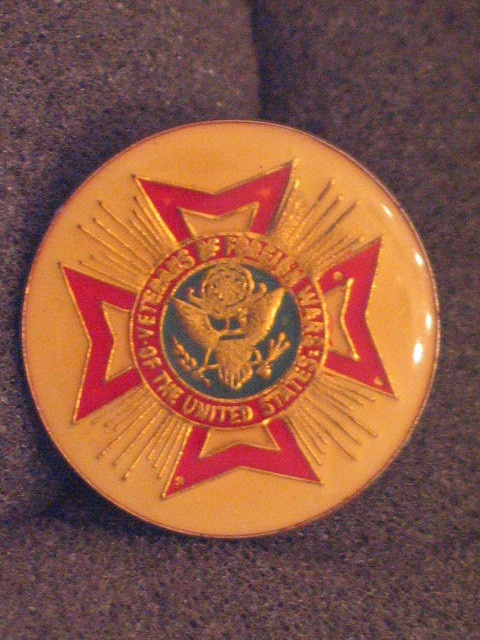 VETERANS OF FOREIGN WARS
OF THE UNITED STATES